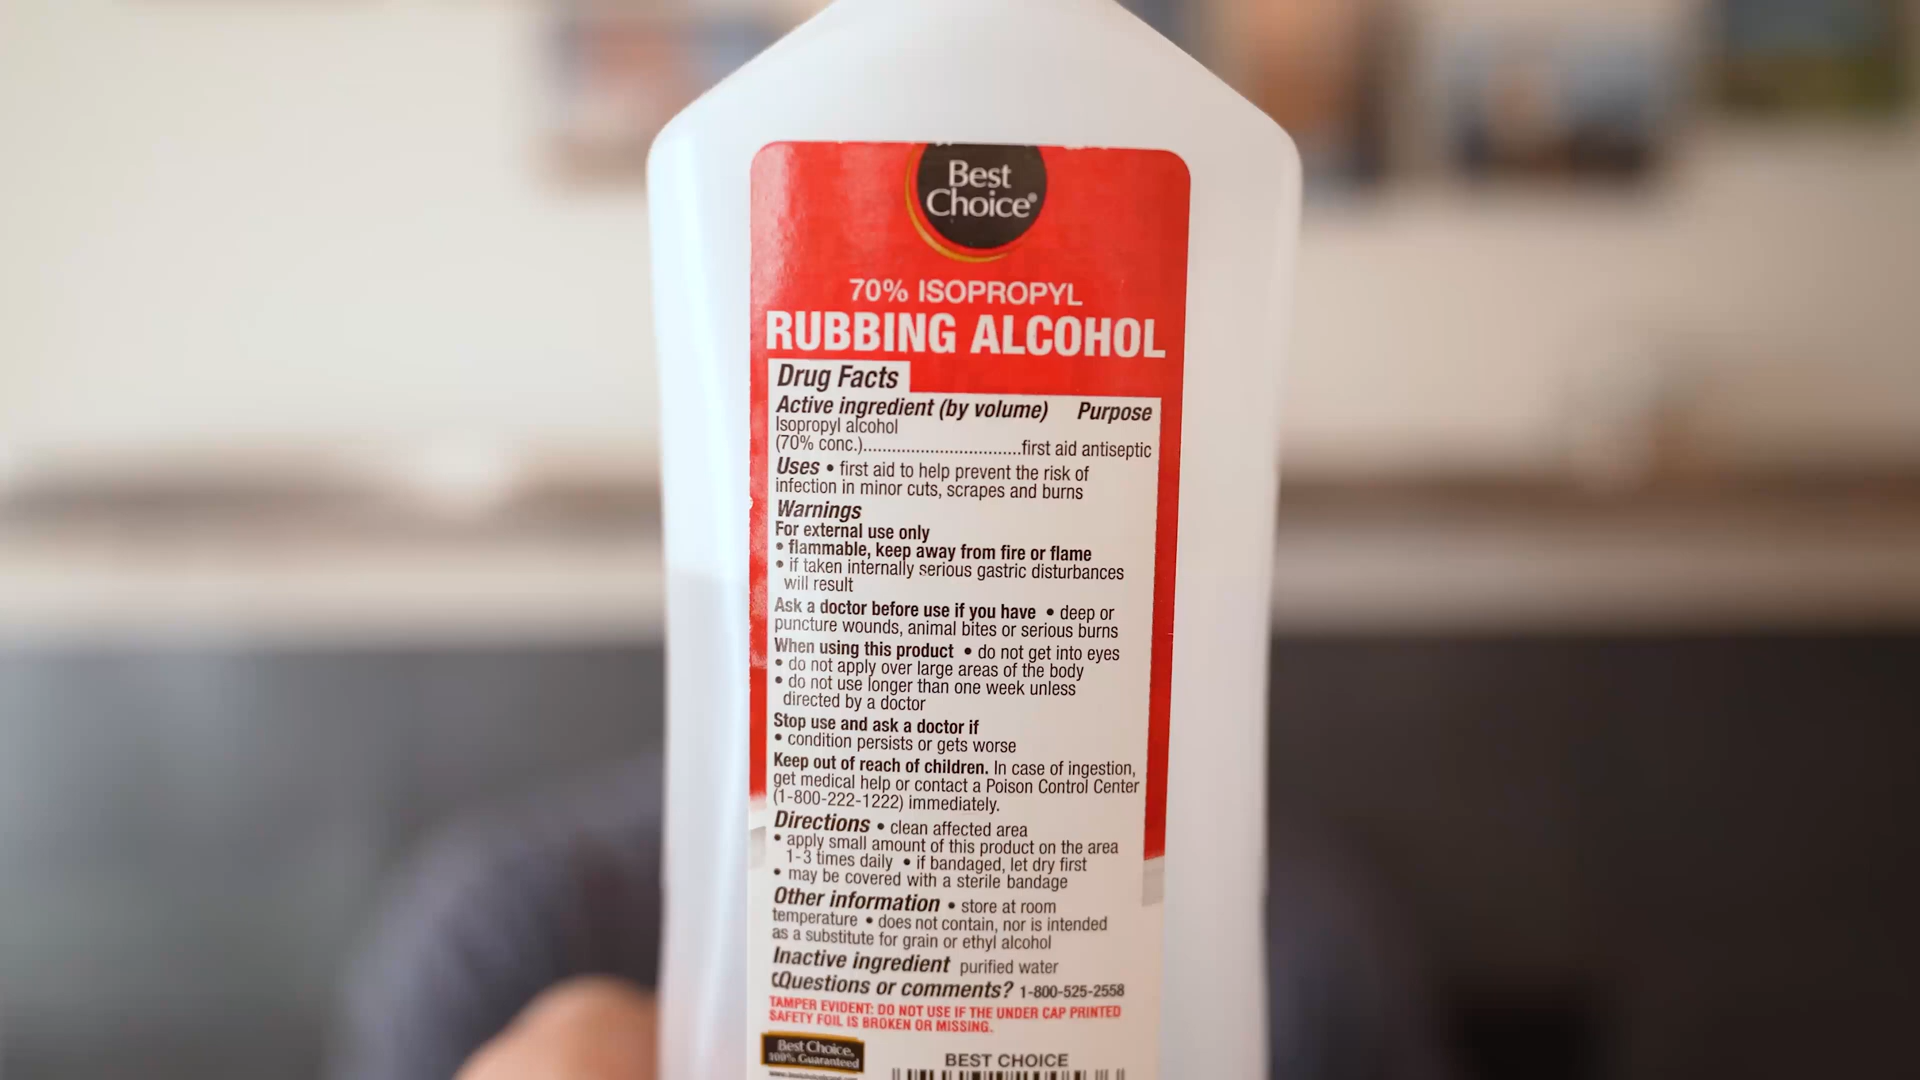 Best
Choice®
70% ISOPROPYL
RUBBING ALCOHOL
Drug Facts
Active ingredient (by volume) Purpose
Isopropyl alcohol
(70% conc.).................................first aid antiseptic
Uses • first aid to help prevent the risk of
infection in minor cuts, scrapes and burns
Warnings
For external use only
• flammable, keep away from fire or flame
• if taken internally serious gastric disturbances
will result
Ask a doctor before use if you have • deep or
puncture wounds, animal bites or serious burns
When using this product • do not get into eyes
• do not apply over large areas of the body
• do not use longer than one week unless
directed by a doctor
Stop use and ask a doctor if
• condition persists or gets worse
Keep out of reach of children. In case of ingestion,
get medical help or contact a Poison Control Center
(1-800-222-1222) immediately.
Directions • clean affected area
• apply small amount of this product on the area
1-3 times daily • if bandaged, let dry first
• may be covered with a sterile bandage
Other information • store at room
temperature • does not contain, nor is intended
as a substitute for grain or ethyl alcohol
Inactive ingredient purified water
Questions or comments? 1-800-525-2558
TAMPER EVIDENT: DO NOT USE IF THE UNDER CAP PRINTED
SAFETY FOIL IS BROKEN OR MISSING.
Best Choice.
100% Guaranteed
BEST CHOICE